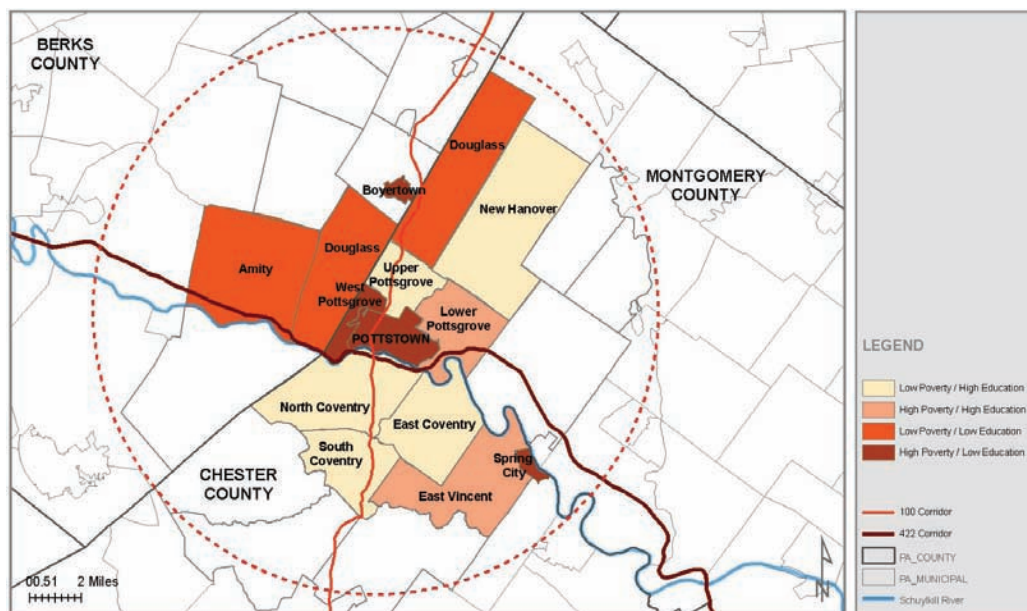 BERKS
COUNTY
Douglass
MONTGOMERY
COUNTY
Boyertown
New Hanover
Douglass
Amity
Upper
Pottsgrove
West
Pottsgrove
Lower
Pottsgrove
POTTSTOWN
North Coventry
East Coventry
South
Coventry
Spring
City
CHESTER
COUNTY
East Vincent
00.51 2 Miles
N
LEGEND
Low Poverty / High Education
High Poverty / High Education
Low Poverty / Low Education
High Poverty / Low Education
100 Corridor
422 Corridor
PA_COUNTY
PA_MUNICIPAL
Schuylkill River